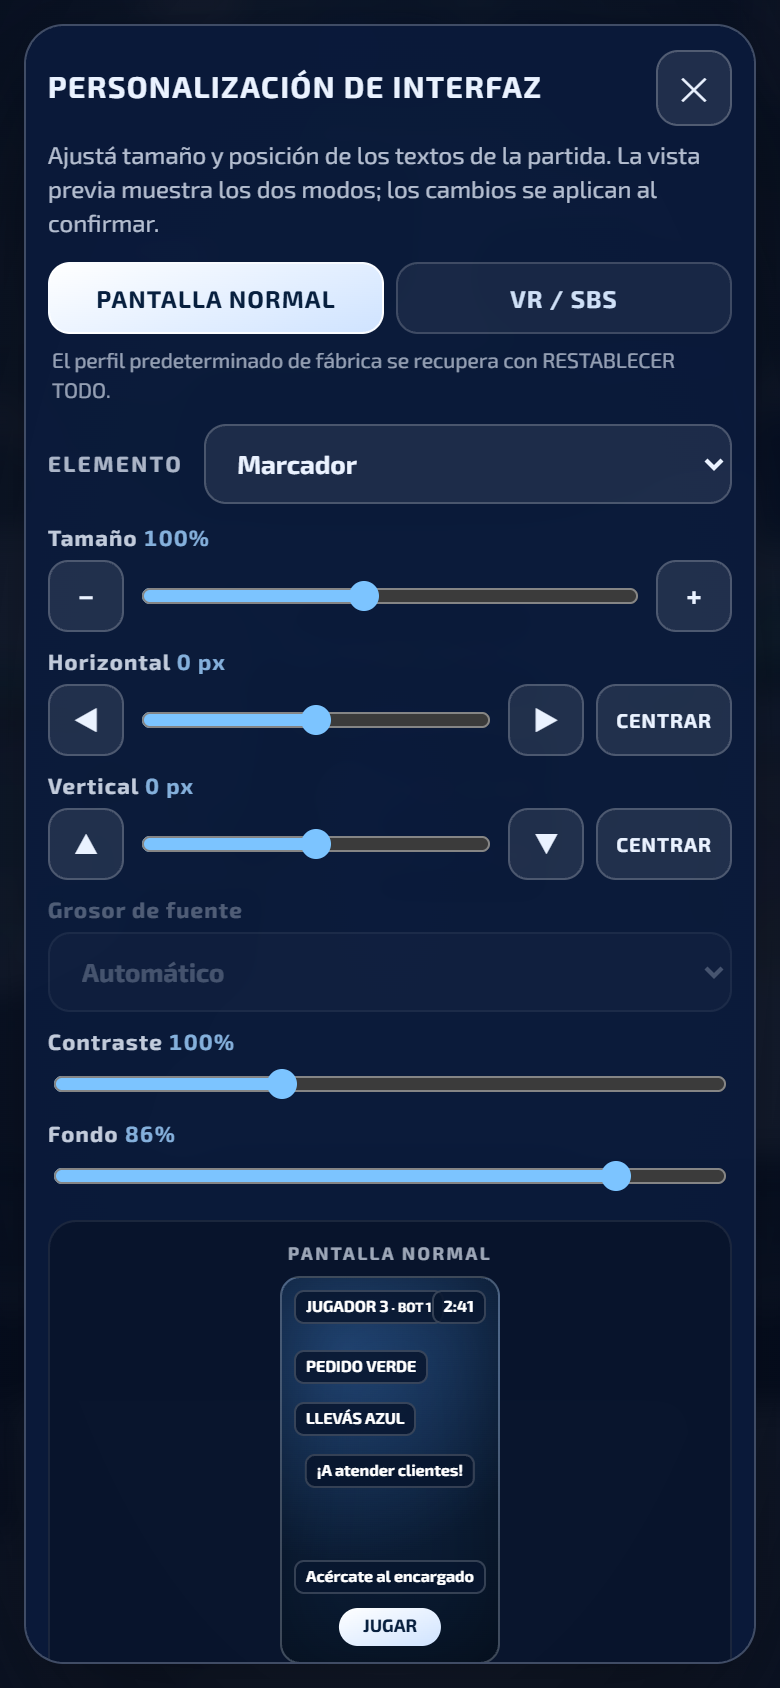 PERSONALIZACIÓN DE INTERFAZ
Ajustá tamaño y posición de los textos de la partida. La vista
previa muestra los dos modos; los cambios se aplican al
confirmar.
PANTALLA NORMAL
VR / SBS
El perfil predeterminado de fábrica se recupera con RESTABLECER
TODO.
ELEMENTO
Marcador
Tamaño 100%
−
+
Horizontal 0 px
◀
▶
CENTRAR
Vertical 0 px
▲
▼
CENTRAR
Grosor de fuente
Automático
Contraste 100%
Fondo 86%
PANTALLA NORMAL
JUGADOR 3 · BOT 1
2:41
PEDIDO VERDE
LLEVÁS AZUL
¡A atender clientes!
Acércate al encargado
JUGAR